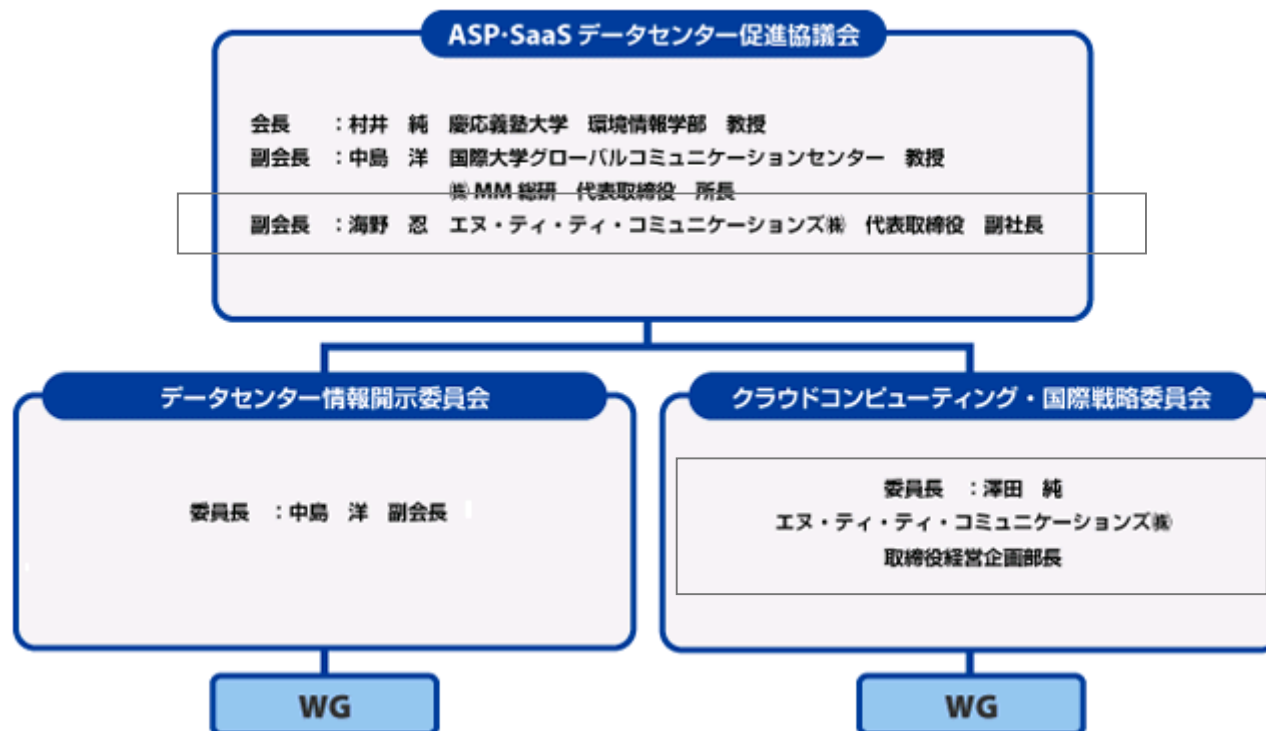 ASP·SaaS データセンター促進協議会
会長　：村井　純　慶応義塾大学　環境情報学部　教授
副会長　：中島　洋　国際大学グローバルコミュニケーションセンター　教授
㈱MM 総研　代表取締役　所長
副会長　：海野　忍　エヌ・ティ・ティ・コミュニケーションズ㈱　代表取締役　副社長
データセンター情報開示委員会
委員長　：中島　洋　副会長
WG
クラウドコンピューティング・国際戦略委員会
委員長　：澤田　純
エヌ・ティ・ティ・コミュニケーションズ㈱
取締役経営企画部長
WG